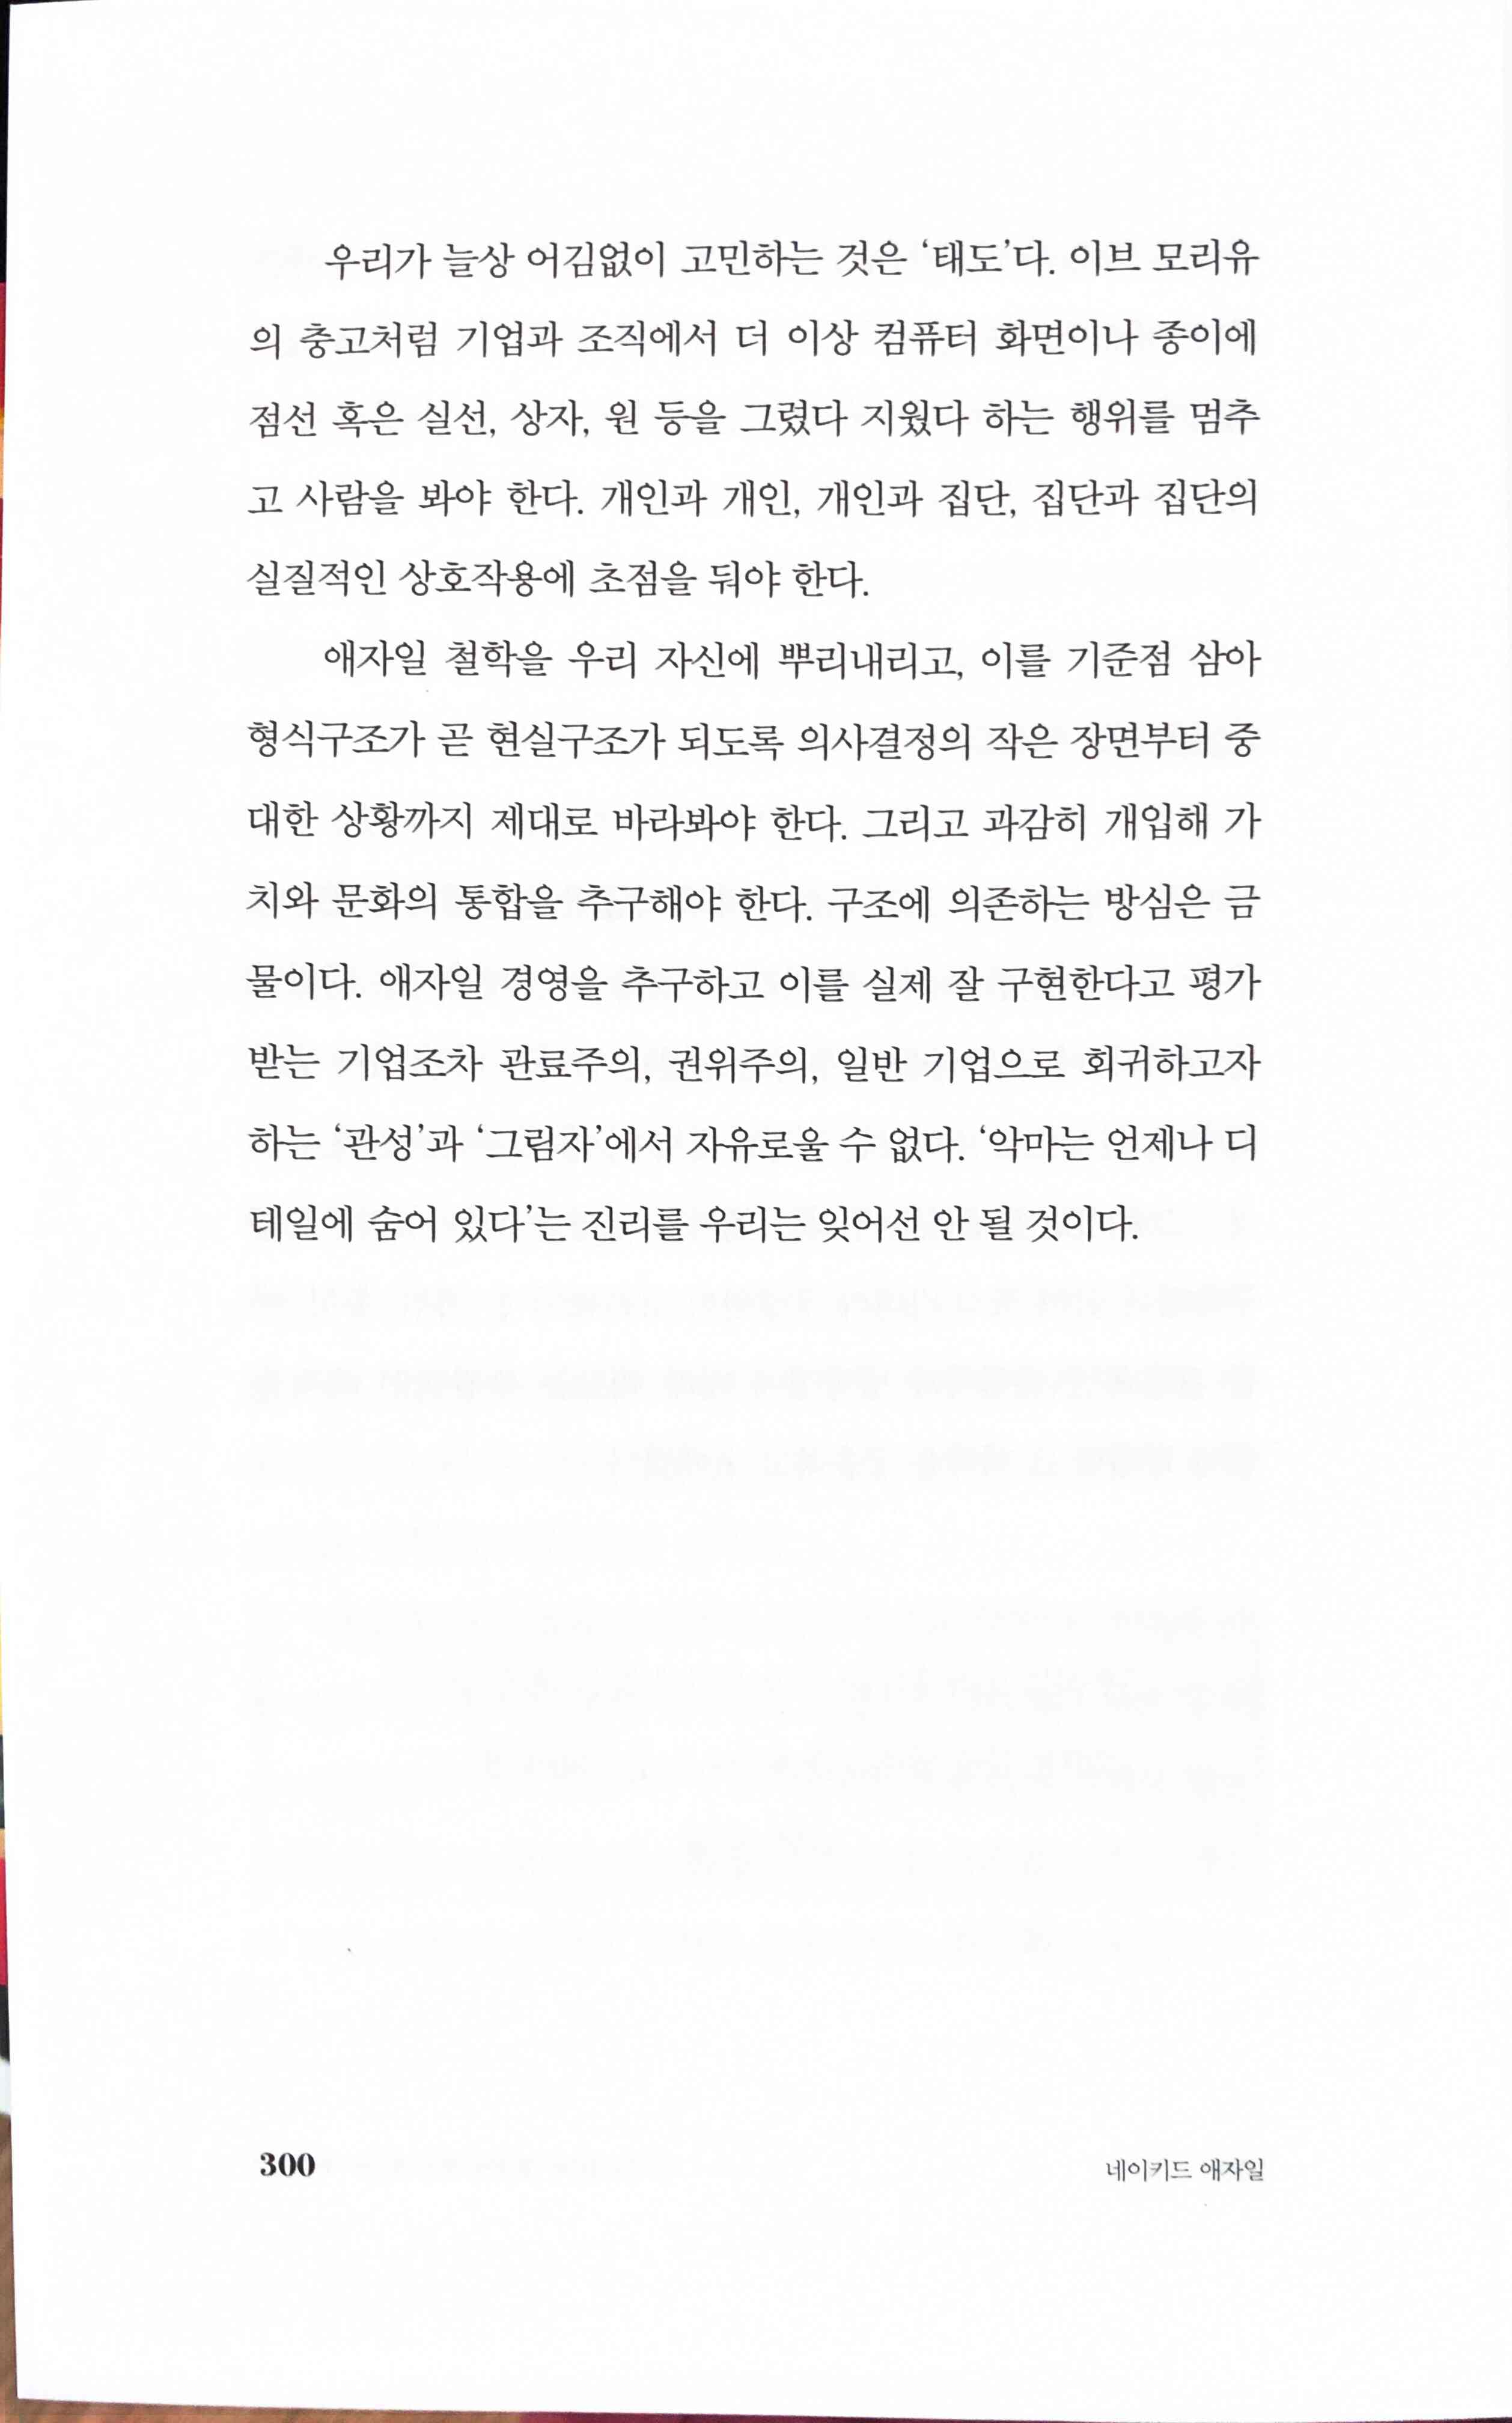 우리가 늘상 어김없이 고민하는 것은 ‘태도’다. 이브 모리유
의 충고처럼 기업과 조직에서 더 이상 컴퓨터 화면이나 종이에
점선 혹은 실선, 상자, 원 등을 그렸다 지웠다 하는 행위를 멈추
고 사람을 봐야 한다. 개인과 개인, 개인과 집단, 집단과 집단의
실질적인 상호작용에 초점을 둬야 한다.
애자일 철학을 우리 자신에 뿌리내리고, 이를 기준점 삼아
형식구조가 곧 현실구조가 되도록 의사결정의 작은 장면부터 중
대한 상황까지 제대로 바라봐야 한다. 그리고 과감히 개입해 가
치와 문화의 통합을 추구해야 한다. 구조에 의존하는 방심은 금
물이다. 애자일 경영을 추구하고 이를 실제 잘 구현한다고 평가
받는 기업조차 관료주의, 권위주의, 일반 기업으로 회귀하고자
하는 ‘관성’과 ‘그림자’에서 자유로울 수 없다. ‘악마는 언제나 디
테일에 숨어 있다’는 진리를 우리는 잊어선 안 될 것이다.
300
네이키드 애자일